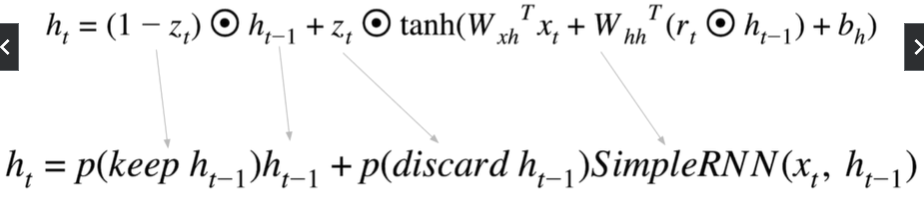 h_t = (1 − z_t) ⊙ h_{t−1} + z_t ⊙ tanh(W_{xh}^T x_t + W_{hh}^T (r_t ⊙ h_{t−1}) + b_h)
h_t = p(keep h_{t−1})h_{t−1} + p(discard h_{t−1})SimpleRNN(x_t, h_{t−1})